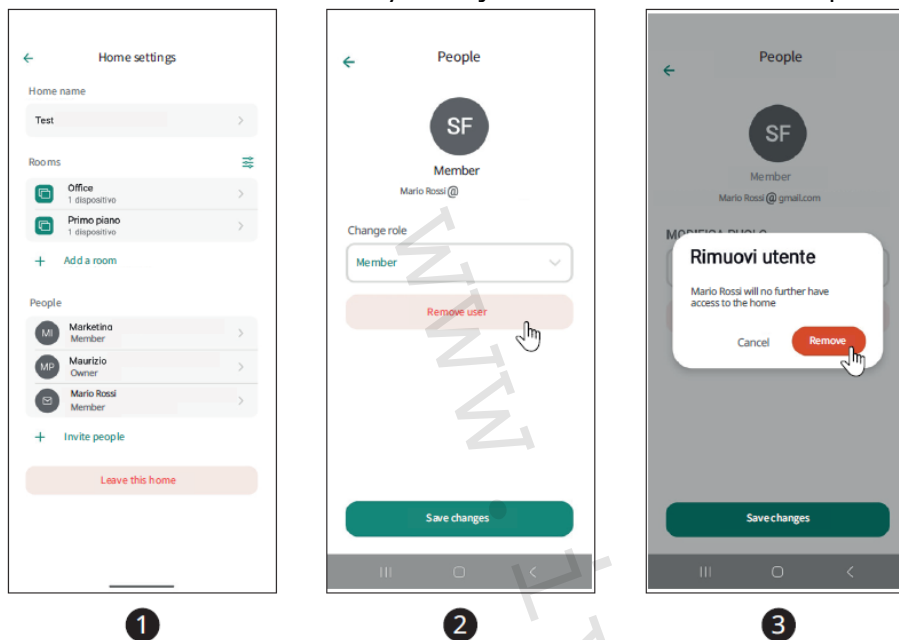 Home settings
Home name
Test
Rooms
Office
1 dispositivo
Primo piano
1 dispositivo
+ Add a room
People
MI
Marketing
Member
MP
Maurizio
Owner
Mario Rossi
Member
+ Invite people
Leave this home
1
People
SF
Member
Mario Rossi @
Change role
Member
Remove user
Save changes
2
People
SF
Member
Mario Rossi @ gmail.com
MODIFICA RUOLO
Rimuovi utente
Mario Rossi will no further have
access to the home
Cancel Remove
Save changes
3
www.